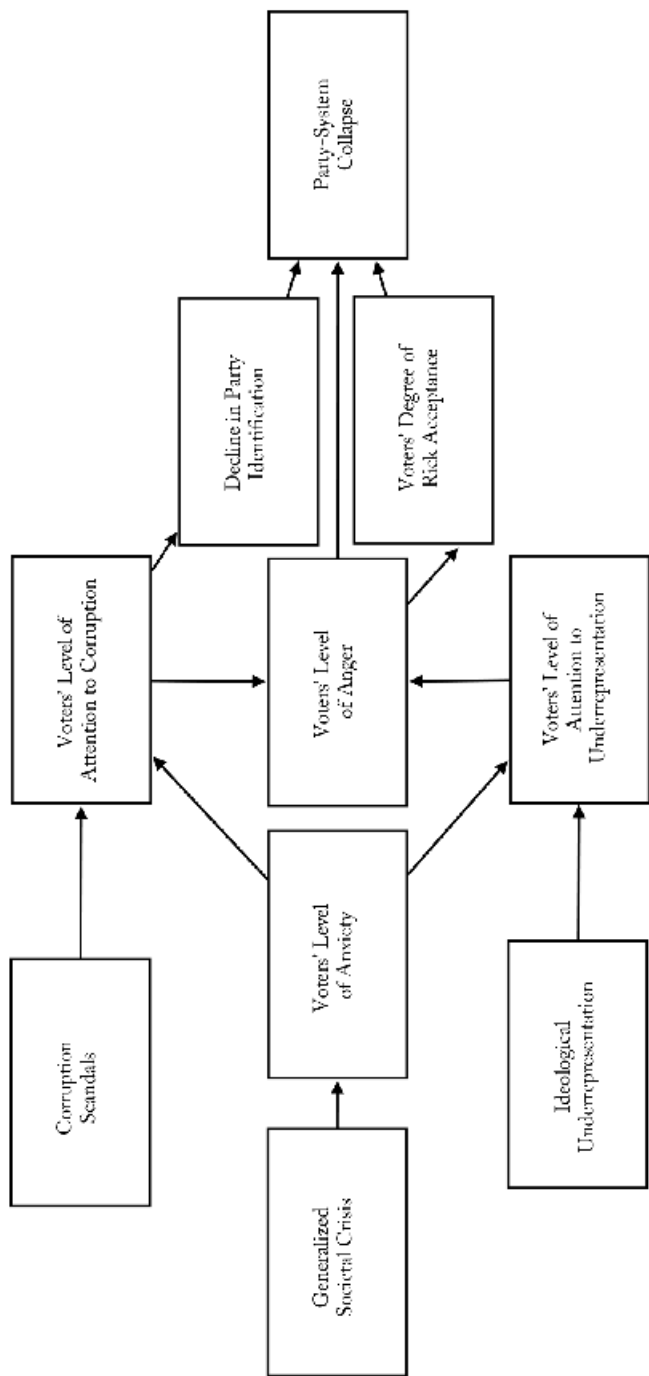 Corruption
Scandals
Voters' Level of
Attention to Corruption
Decline in Party
Identification
Generalized
Societal Crisis
Voters' Level
of Anxiety
Voters' Level
of Anger
Party-System
Collapse
Voters' Degree of
Rick Acceptance
Ideological
Underrepresentation
Voters' Level of
Attention to
Underrepresentation